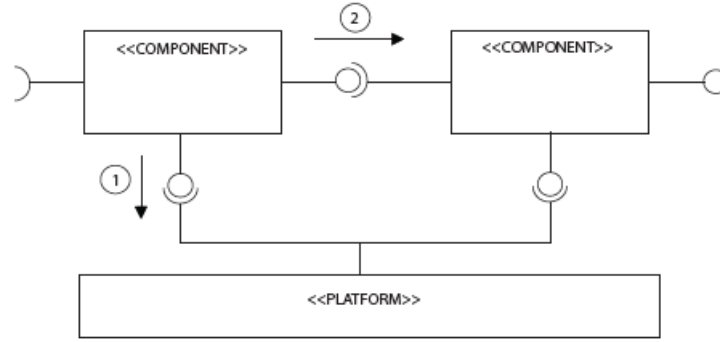 2
<<COMPONENT>>
<<COMPONENT>>
1
<<PLATFORM>>